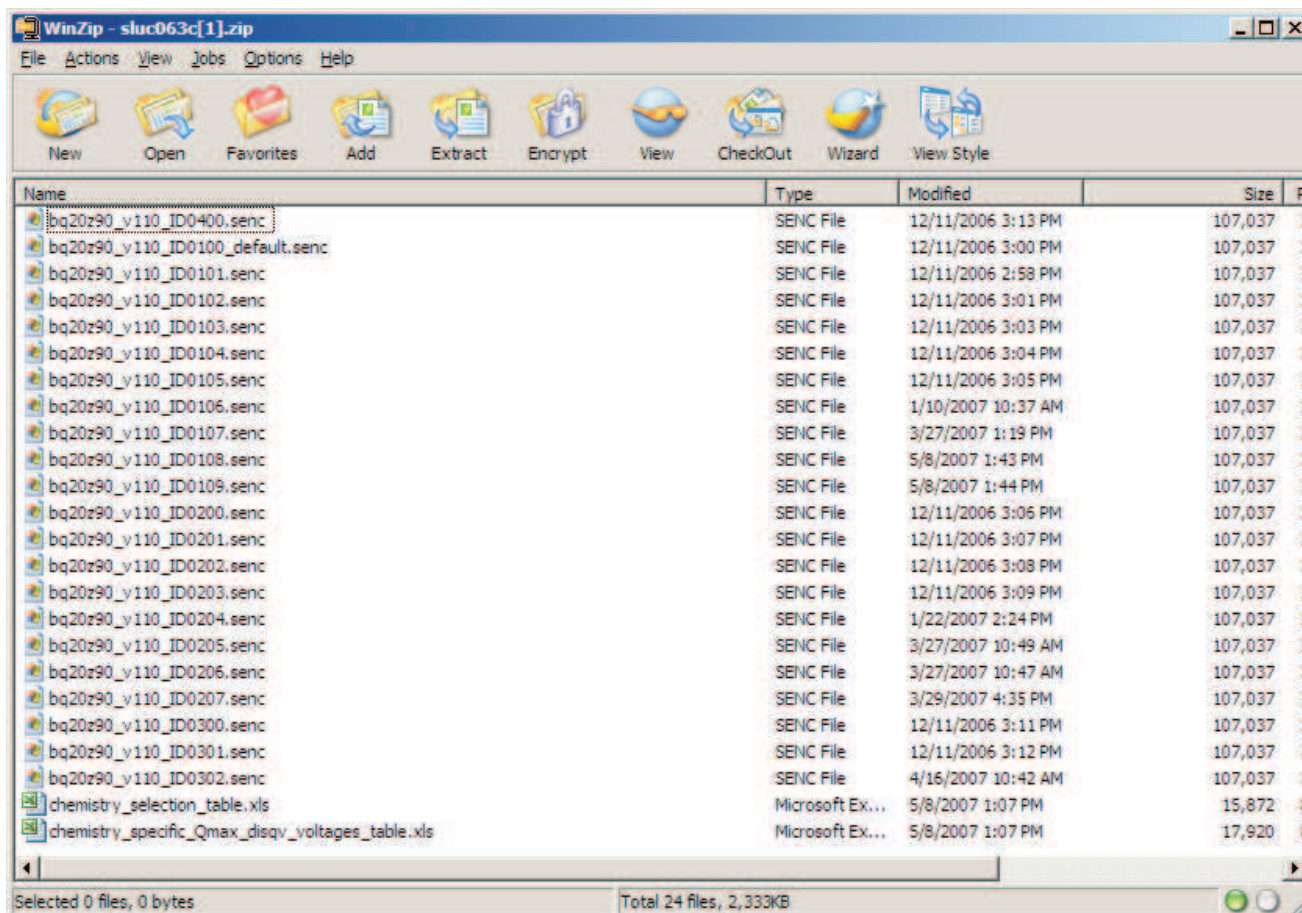 WinZip - sluc063c[1].zip
File Actions View Jobs Options Help
New Open Favorites Add Extract Encrypt View CheckOut Wizard View Style
Name Type Modified Size
bq20z90_v110_ID0400.senc SENC File 12/11/2006 3:13 PM 107,037
bq20z90_v110_ID0100_default.senc SENC File 12/11/2006 3:00 PM 107,037
bq20z90_v110_ID0101.senc SENC File 12/11/2006 2:58 PM 107,037
bq20z90_v110_ID0102.senc SENC File 12/11/2006 3:01 PM 107,037
bq20z90_v110_ID0103.senc SENC File 12/11/2006 3:03 PM 107,037
bq20z90_v110_ID0104.senc SENC File 12/11/2006 3:04 PM 107,037
bq20z90_v110_ID0105.senc SENC File 12/11/2006 3:05 PM 107,037
bq20z90_v110_ID0106.senc SENC File 1/10/2007 10:37 AM 107,037
bq20z90_v110_ID0107.senc SENC File 3/27/2007 1:19 PM 107,037
bq20z90_v110_ID0108.senc SENC File 5/8/2007 1:43 PM 107,037
bq20z90_v110_ID0109.senc SENC File 5/8/2007 1:44 PM 107,037
bq20z90_v110_ID0200.senc SENC File 12/11/2006 3:06 PM 107,037
bq20z90_v110_ID0201.senc SENC File 12/11/2006 3:07 PM 107,037
bq20z90_v110_ID0202.senc SENC File 12/11/2006 3:08 PM 107,037
bq20z90_v110_ID0203.senc SENC File 12/11/2006 3:09 PM 107,037
bq20z90_v110_ID0204.senc SENC File 1/22/2007 2:24 PM 107,037
bq20z90_v110_ID0205.senc SENC File 3/27/2007 10:49 AM 107,037
bq20z90_v110_ID0206.senc SENC File 3/27/2007 10:47 AM 107,037
bq20z90_v110_ID0207.senc SENC File 3/29/2007 4:35 PM 107,037
bq20z90_v110_ID0300.senc SENC File 12/11/2006 3:11 PM 107,037
bq20z90_v110_ID0301.senc SENC File 12/11/2006 3:12 PM 107,037
bq20z90_v110_ID0302.senc SENC File 4/16/2007 10:42 AM 107,037
chemistry_selection_table.xls Microsoft Ex... 5/8/2007 1:07 PM 15,872
chemistry_specific_Qmax_disqv_voltages_table.xls Microsoft Ex... 5/8/2007 1:07 PM 17,920
Selected 0 files, 0 bytes Total 24 files, 2,333KB